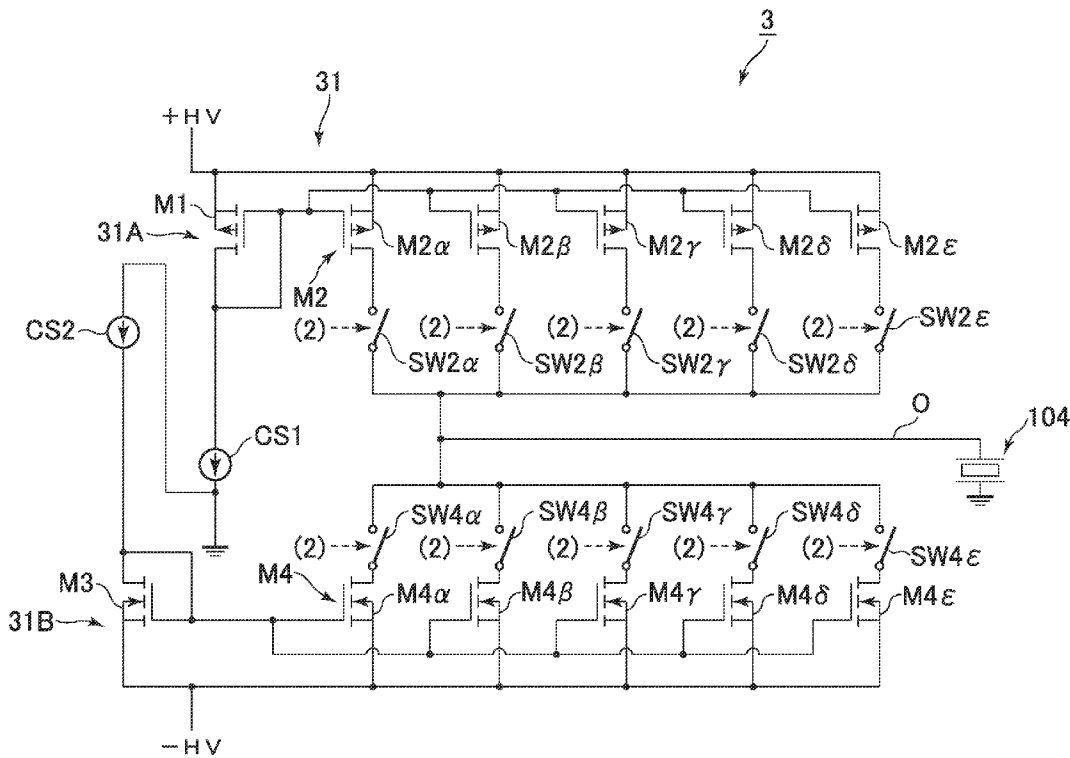 3
31
+HV
M1
31A
M2α
M2β
M2γ
M2δ
M2ε
M2
CS2
(2)
(2)
(2)
(2)
(2)
SW2ε
SW2α
SW2β
SW2γ
SW2δ
O
104
CS1
SW4α
SW4β
SW4γ
SW4δ
(2)
(2)
(2)
(2)
(2)
SW4ε
M3
M4
M4α
M4β
M4γ
M4δ
M4ε
31B
−HV